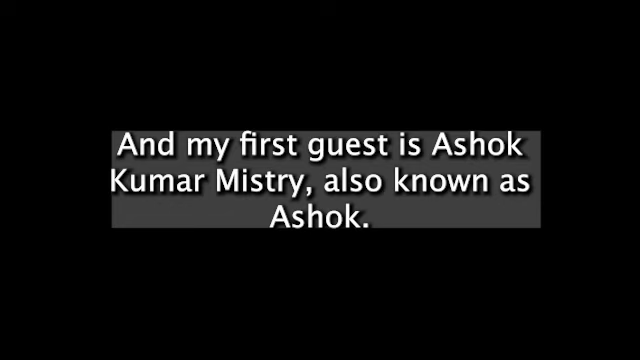 And my first guest is Ashok
Kumar Mistry, also known as
Ashok.